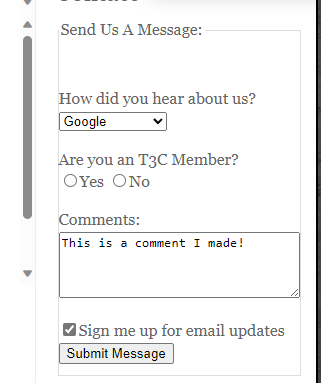 Send Us A Message:
How did you hear about us?
Google
Are you an T3C Member?
Yes No
Comments:
This is a comment I made!
Sign me up for email updates
Submit Message